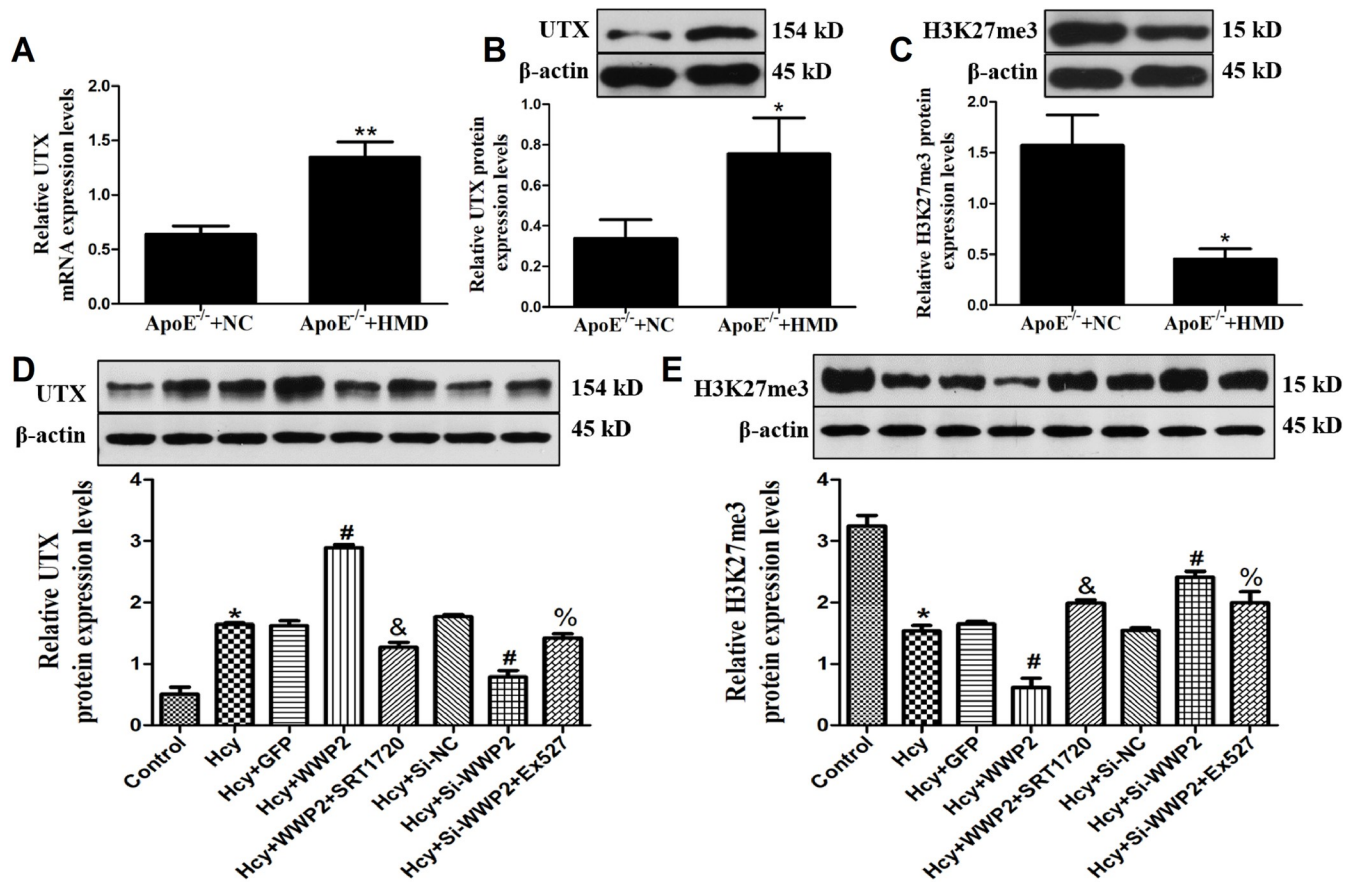 A
Relative UTX
mRNA expression levels
2.0
1.5
1.0
0.5
0.0
**
ApoE-/-+NC
ApoE-/-+HMD
B
UTX
154 kD
β-actin
45 kD
Relative UTX protein
expression levels
1.0
0.8
0.6
0.4
0.2
0.0
*
ApoE-/-+NC
ApoE-/-+HMD
C
H3K27me3
15 kD
β-actin
45 kD
Relative H3K27me3 protein
expression levels
2.0
1.5
1.0
0.5
0.0
*
ApoE-/-+NC
ApoE-/-+HMD
D
UTX
154 kD
β-actin
45 kD
Relative UTX
protein expression levels
4
3
2
1
0
*
#
&
#
%
Control
Hcy
Hcy+GFP
Hcy+WWP2
Hcy+WWP2+SRT1720
Hcy+Si-NC
Hcy+Si-WWP2
Hcy+Si-WWP2+Ex527
E
H3K27me3
15 kD
β-actin
45 kD
Relative H3K27me3
protein expression levels
4
3
2
1
0
*
#
&
#
%
Control
Hcy
Hcy+GFP
Hcy+WWP2
Hcy+WWP2+SRT1720
Hcy+Si-NC
Hcy+Si-WWP2
Hcy+Si-WWP2+Ex527